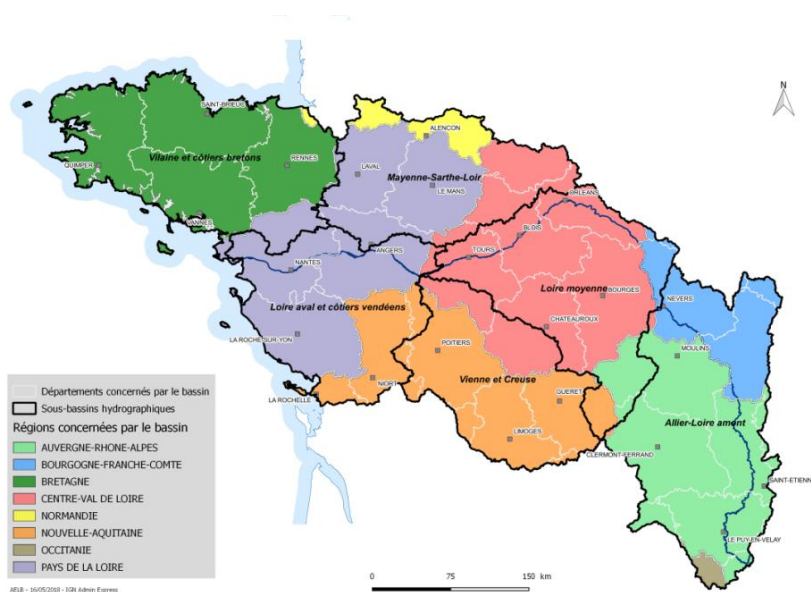 N
SAINT-BRIEUC
ALENCON
Vilaine et côtiers bretons
RENNES
QUIMPER
LAVAL
Mayenne-Sarthe-Loir
LE MANS
ORLEANS
VANNES
BLOIS
ANGERS
TOURS
NANTES
Loire moyenne
BOURGES
NEVERS
Loire aval et côtiers vendéens
CHATEAUROUX
LA ROCHE-SUR-YON
POITIERS
MOULINS
NIORT
Vienne et Creuse
LA ROCHELLE
GUERET
LIMOGES
Allier-Loire amont
CLERMONT-FERRAND
SAINT-ETIENN
LE PUY-EN-VELAY
Départements concernés par le bassin
Sous-bassins hydrographiques
Régions concernées par le bassin
AUVERGNE-RHONE-ALPES
BOURGOGNE-FRANCHE-COMTE
BRETAGNE
CENTRE-VAL DE LOIRE
NORMANDIE
NOUVELLE-AQUITAINE
OCCITANIE
PAYS DE LA LOIRE
0 75 150 km
AELB - 16/05/2018 - IGN Admin Express